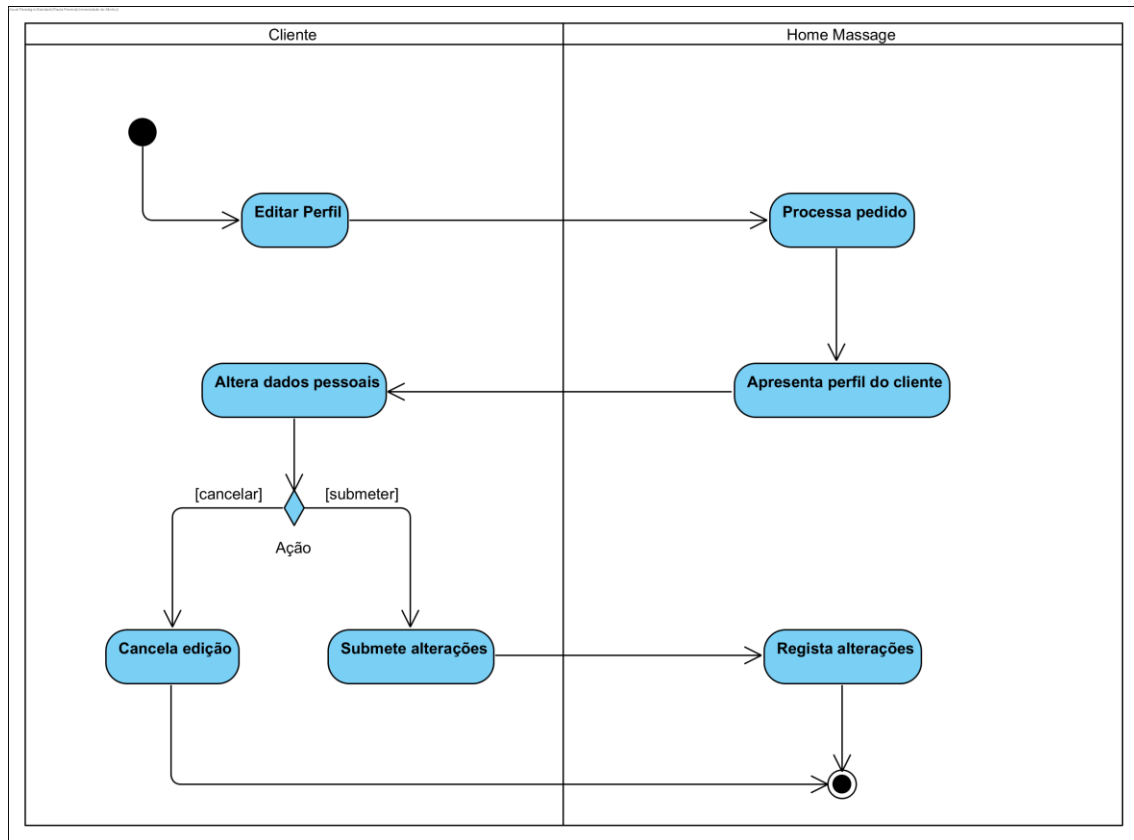 Cliente
Home Massage
Editar Perfil
Processa pedido
Altera dados pessoais
Apresenta perfil do cliente
[cancelar]
[submeter]
Ação
Cancela edição
Submete alterações
Regista alterações